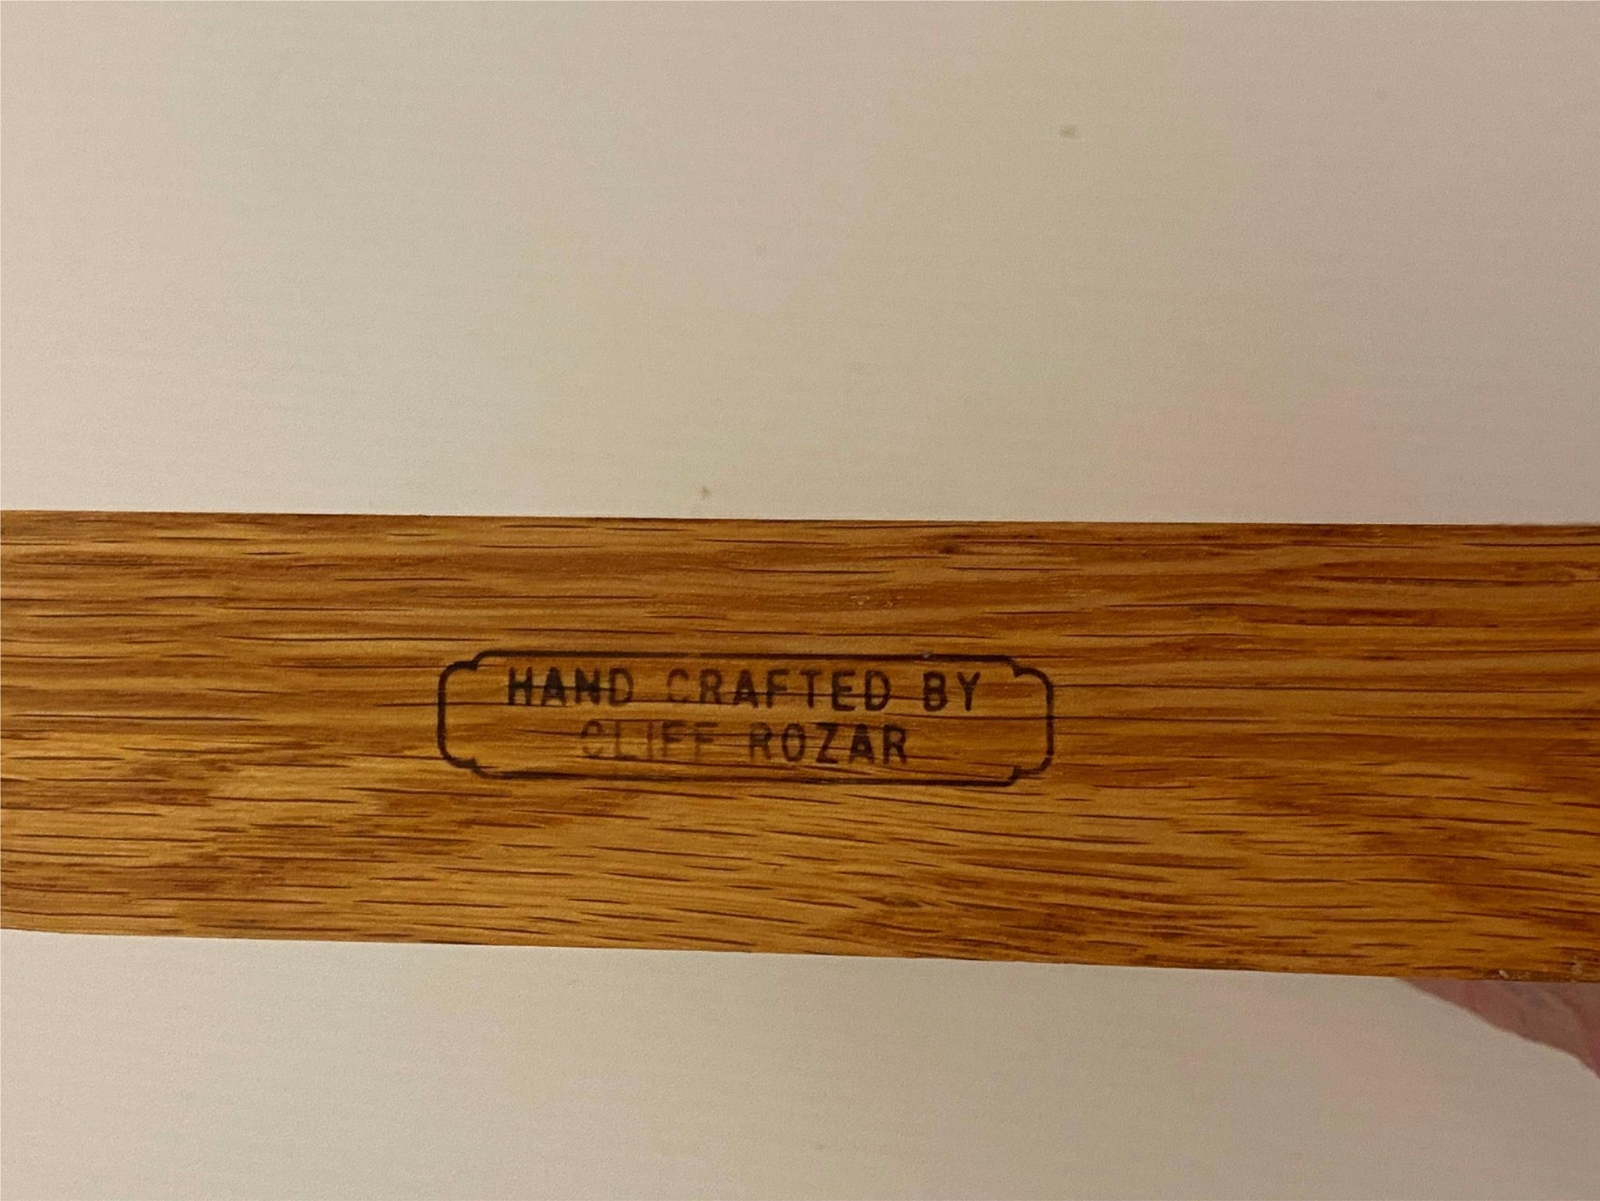 HAND CRAFTED BY
CLIFF ROZAR